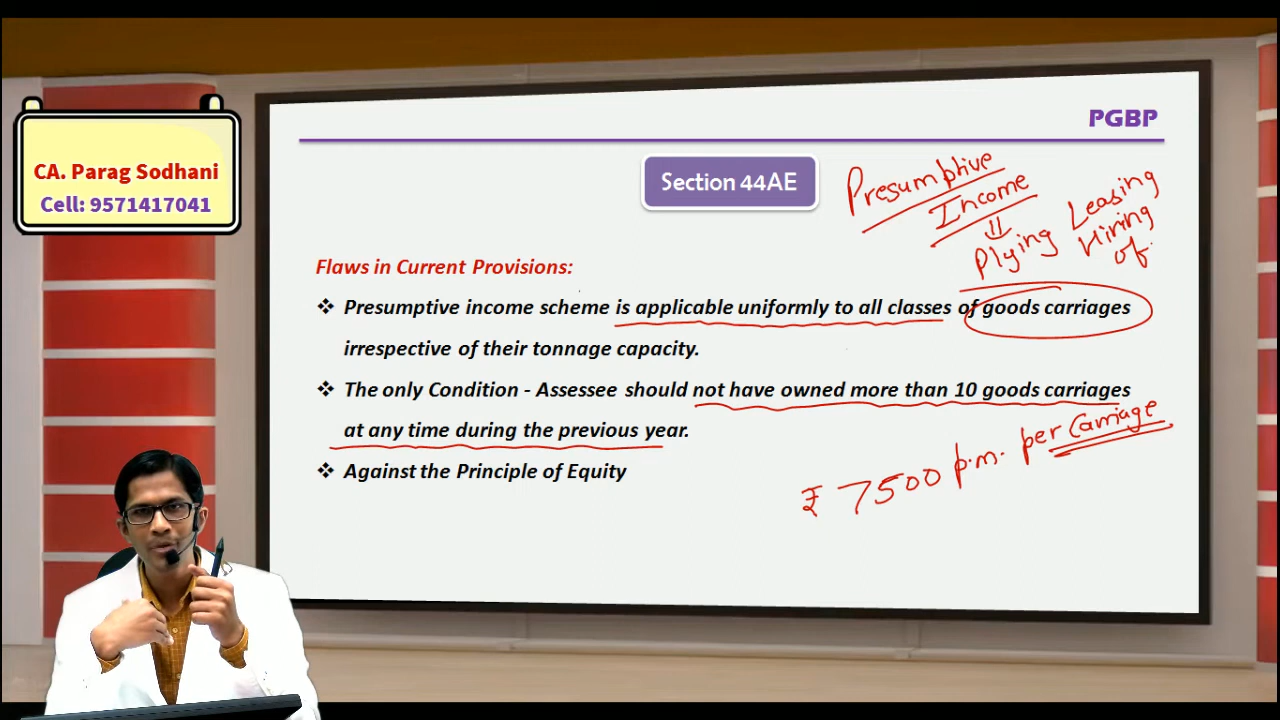 PGBP
CA. Parag Sodhani
Cell: 9571417041
Section 44AE
Presumptive
Income
Plying Leasing
Hiring
of
Flaws in Current Provisions:
❖ Presumptive income scheme is applicable uniformly to all classes of goods carriages
irrespective of their tonnage capacity.
❖ The only Condition - Assessee should not have owned more than 10 goods carriages
at any time during the previous year.
❖ Against the Principle of Equity
₹ 7500 p.m. per Carriage